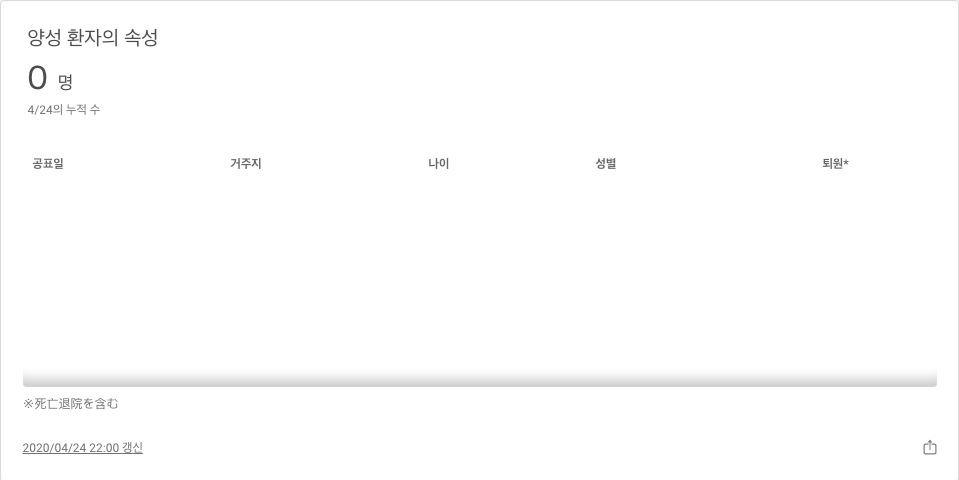 양성 환자의 속성
0 명
4/24의 누적 수
공표일 거주지 나이 성별 퇴원*
※死亡退院を含む
2020/04/24 22:00 갱신